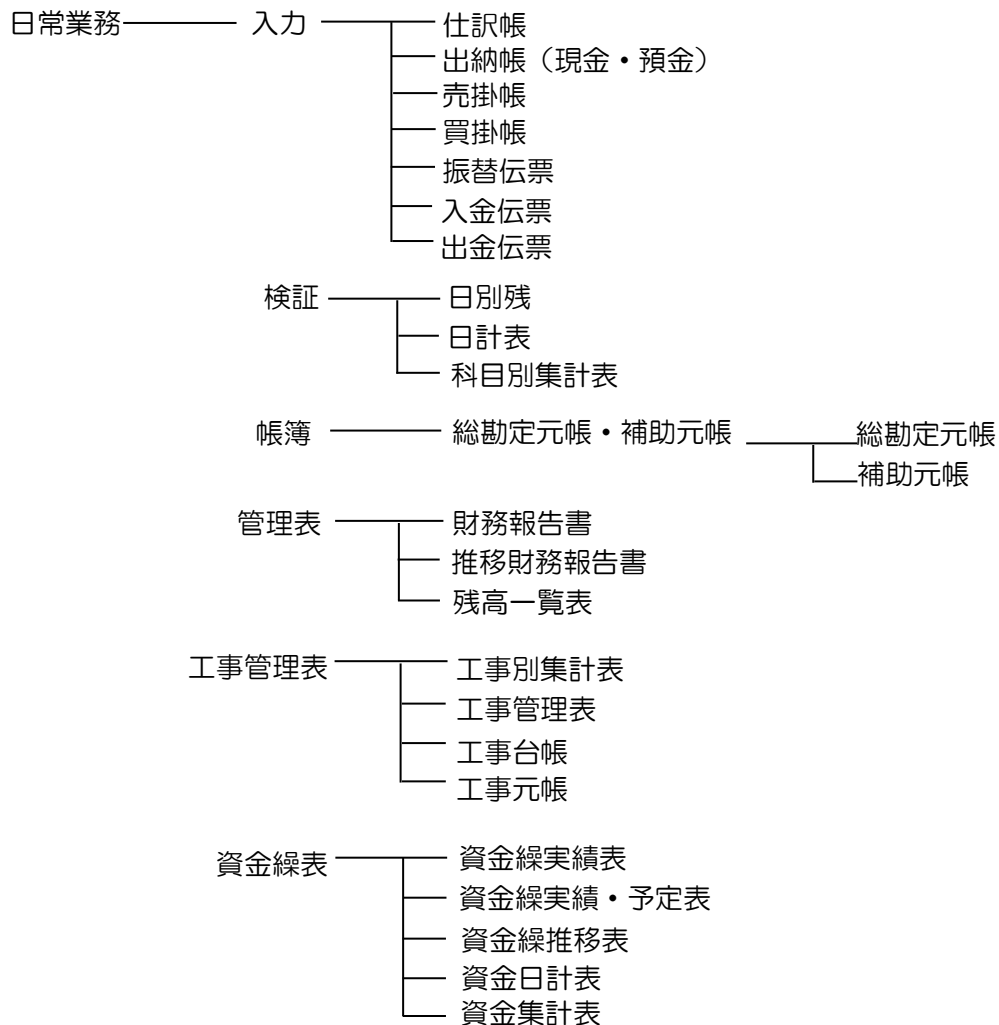 日常業務 入力 仕訳帳
出納帳（現金・預金）
売掛帳
買掛帳
振替伝票
入金伝票
出金伝票
検証 日別残
日計表
科目別集計表
帳簿 総勘定元帳・補助元帳 総勘定元帳
補助元帳
管理表 財務報告書
推移財務報告書
残高一覧表
工事管理表 工事別集計表
工事管理表
工事台帳
工事元帳
資金繰表 資金繰実績表
資金繰実績・予定表
資金繰推移表
資金日計表
資金集計表